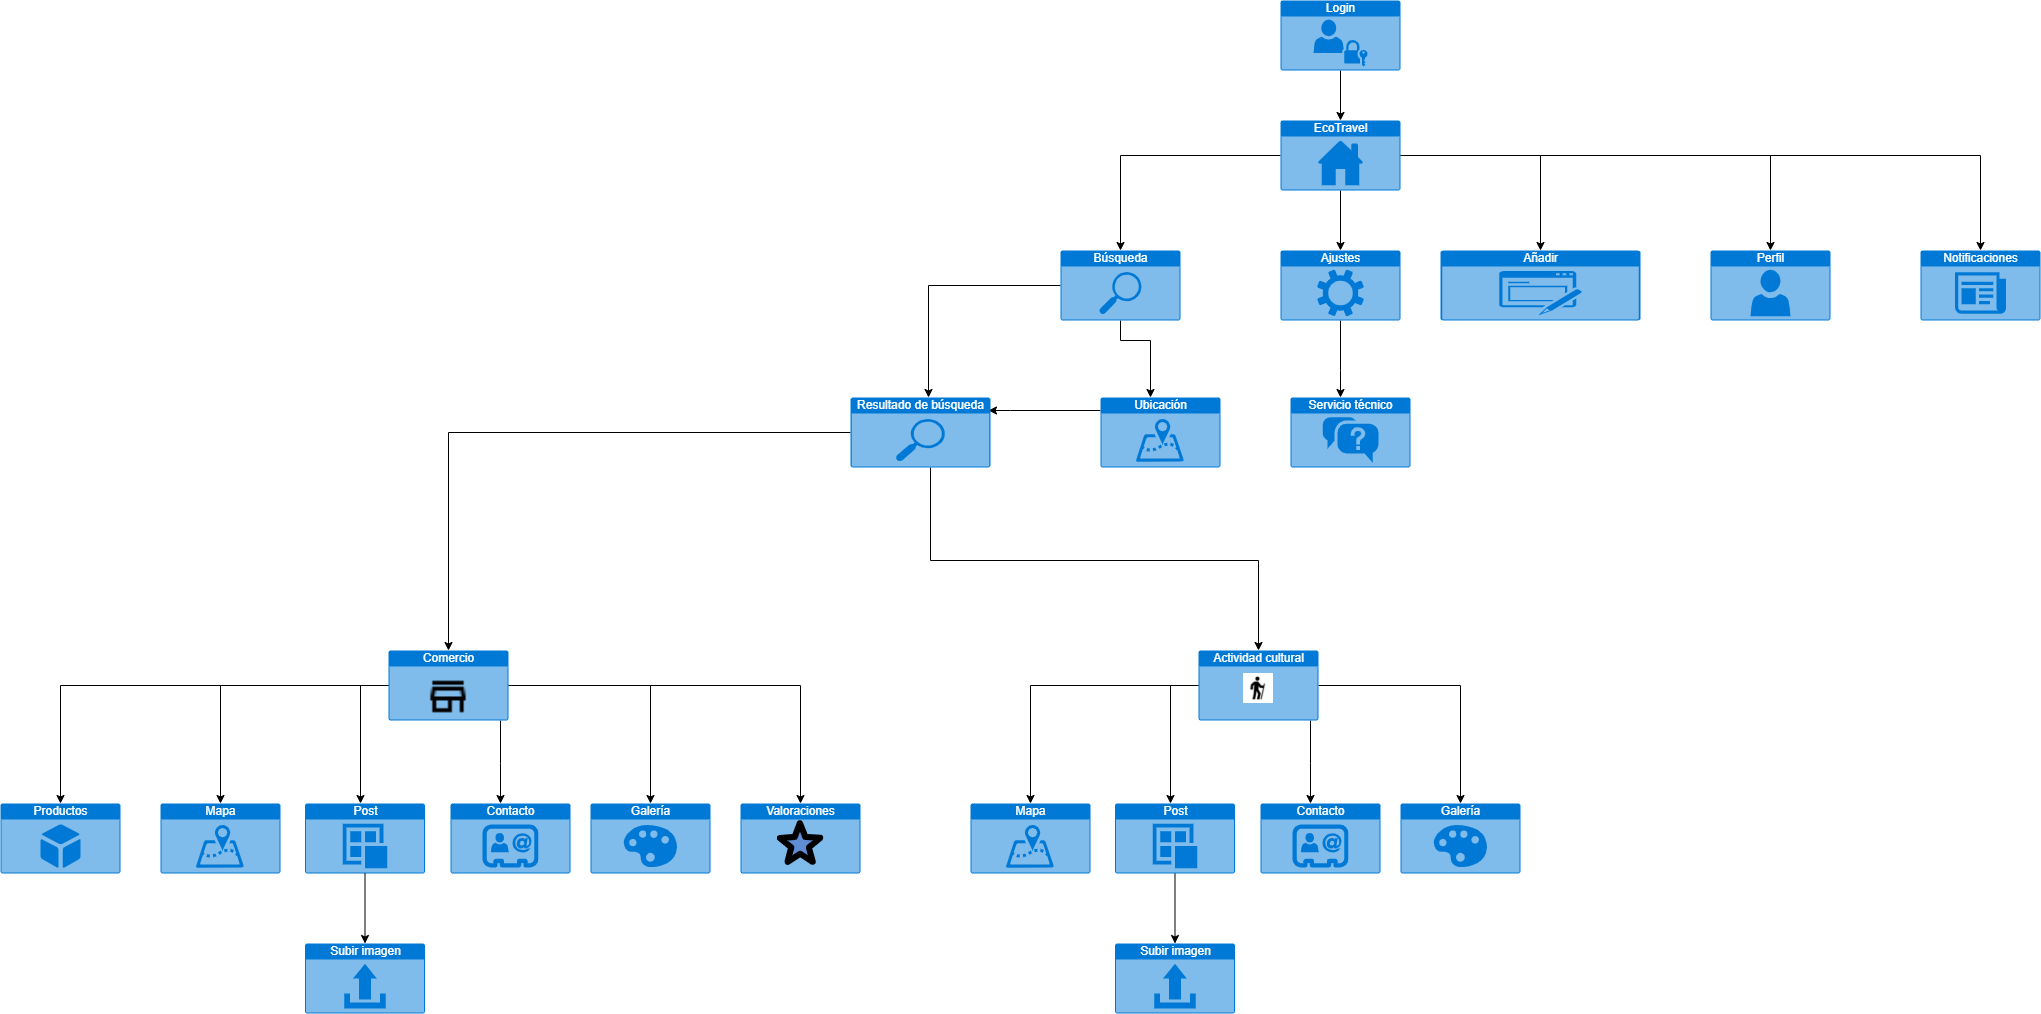 Login
EcoTravel
Búsqueda
Ajustes
Añadir
Perfil
Notificaciones
Resultado de búsqueda
Ubicación
Servicio técnico
?
Comercio
Actividad cultural
Productos
Mapa
Post
Contacto
@
Galería
Valoraciones
Mapa
Post
Contacto
@
Galería
Subir imagen
Subir imagen